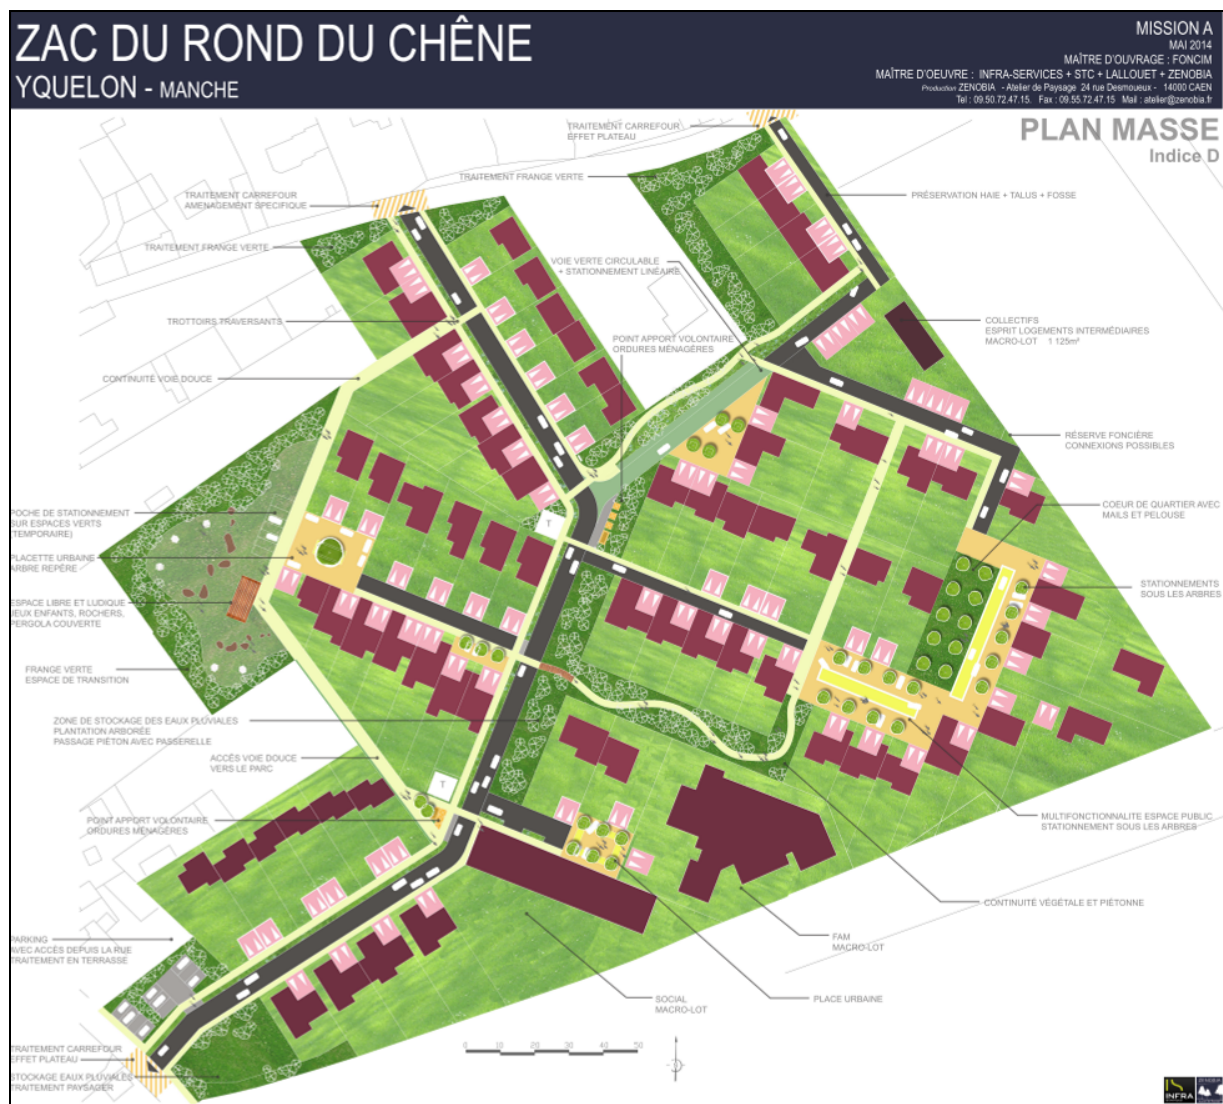 ZAC DU ROND DU CHÊNE
YQUELON - MANCHE
MISSION A
MAI 2014
MAÎTRE D'OUVRAGE : FONCIM
MAÎTRE D'OEUVRE : INFRA-SERVICES + STC + LALLOUET + ZENOBIA
Production ZENOBIA - Atelier de Paysage 24 rue Desmoueux - 14000 CAEN
Tel : 09.50.72.47.15. Fax : 09.55.72.47.15 Mail : atelier@zenobia.fr
PLAN MASSE
Indice D
TRAITEMENT CARREFOUR
EFFET PLATEAU
TRAITEMENT FRANGE VERTE
TRAITEMENT CARREFOUR
AMENAGEMENT SPECIFIQUE
PRÉSERVATION HAIE + TALUS + FOSSE
TRAITEMENT FRANGE VERTE
VOIE VERTE CIRCULABLE
+ STATIONNEMENT LINÉAIRE
TROTTOIRS TRAVERSANTS
COLLECTIFS
ESPRIT LOGEMENTS INTERMÉDIAIRES
MACRO-LOT 1 125m²
POINT APPORT VOLONTAIRE
ORDURES MÉNAGÈRES
CONTINUITÉ VOIE DOUCE
RÉSERVE FONCIÈRE
CONNEXIONS POSSIBLES
POCHE DE STATIONNEMENT
SUR ESPACES VERTS
(TEMPORAIRE)
COEUR DE QUARTIER AVEC
MAILS ET PELOUSE
T
PLACETTE URBAINE
ARBRE REPÈRE
STATIONNEMENTS
SOUS LES ARBRES
ESPACE LIBRE ET LUDIQUE
JEUX ENFANTS, ROCHERS,
PERGOLA COUVERTE
FRANGE VERTE
ESPACE DE TRANSITION
ZONE DE STOCKAGE DES EAUX PLUVIALES
PLANTATION ARBORÉE
PASSAGE PIÉTON AVEC PASSERELLE
ACCÈS VOIE DOUCE
VERS LE PARC
T
POINT APPORT VOLONTAIRE
ORDURES MÉNAGÈRES
MULTIFONCTIONNALITE ESPACE PUBLIC
STATIONNEMENT SOUS LES ARBRES
CONTINUITÉ VÉGÉTALE ET PIÉTONNE
PARKING
AVEC ACCÈS DEPUIS LA RUE
TRAITEMENT EN TERRASSE
FAM
MACRO-LOT
SOCIAL
MACRO-LOT
PLACE URBAINE
TRAITEMENT CARREFOUR
EFFET PLATEAU
STOCKAGE EAUX PLUVIALES
TRAITEMENT PAYSAGER
0 10 20 30 40 50
INFRA
ZENOBIA